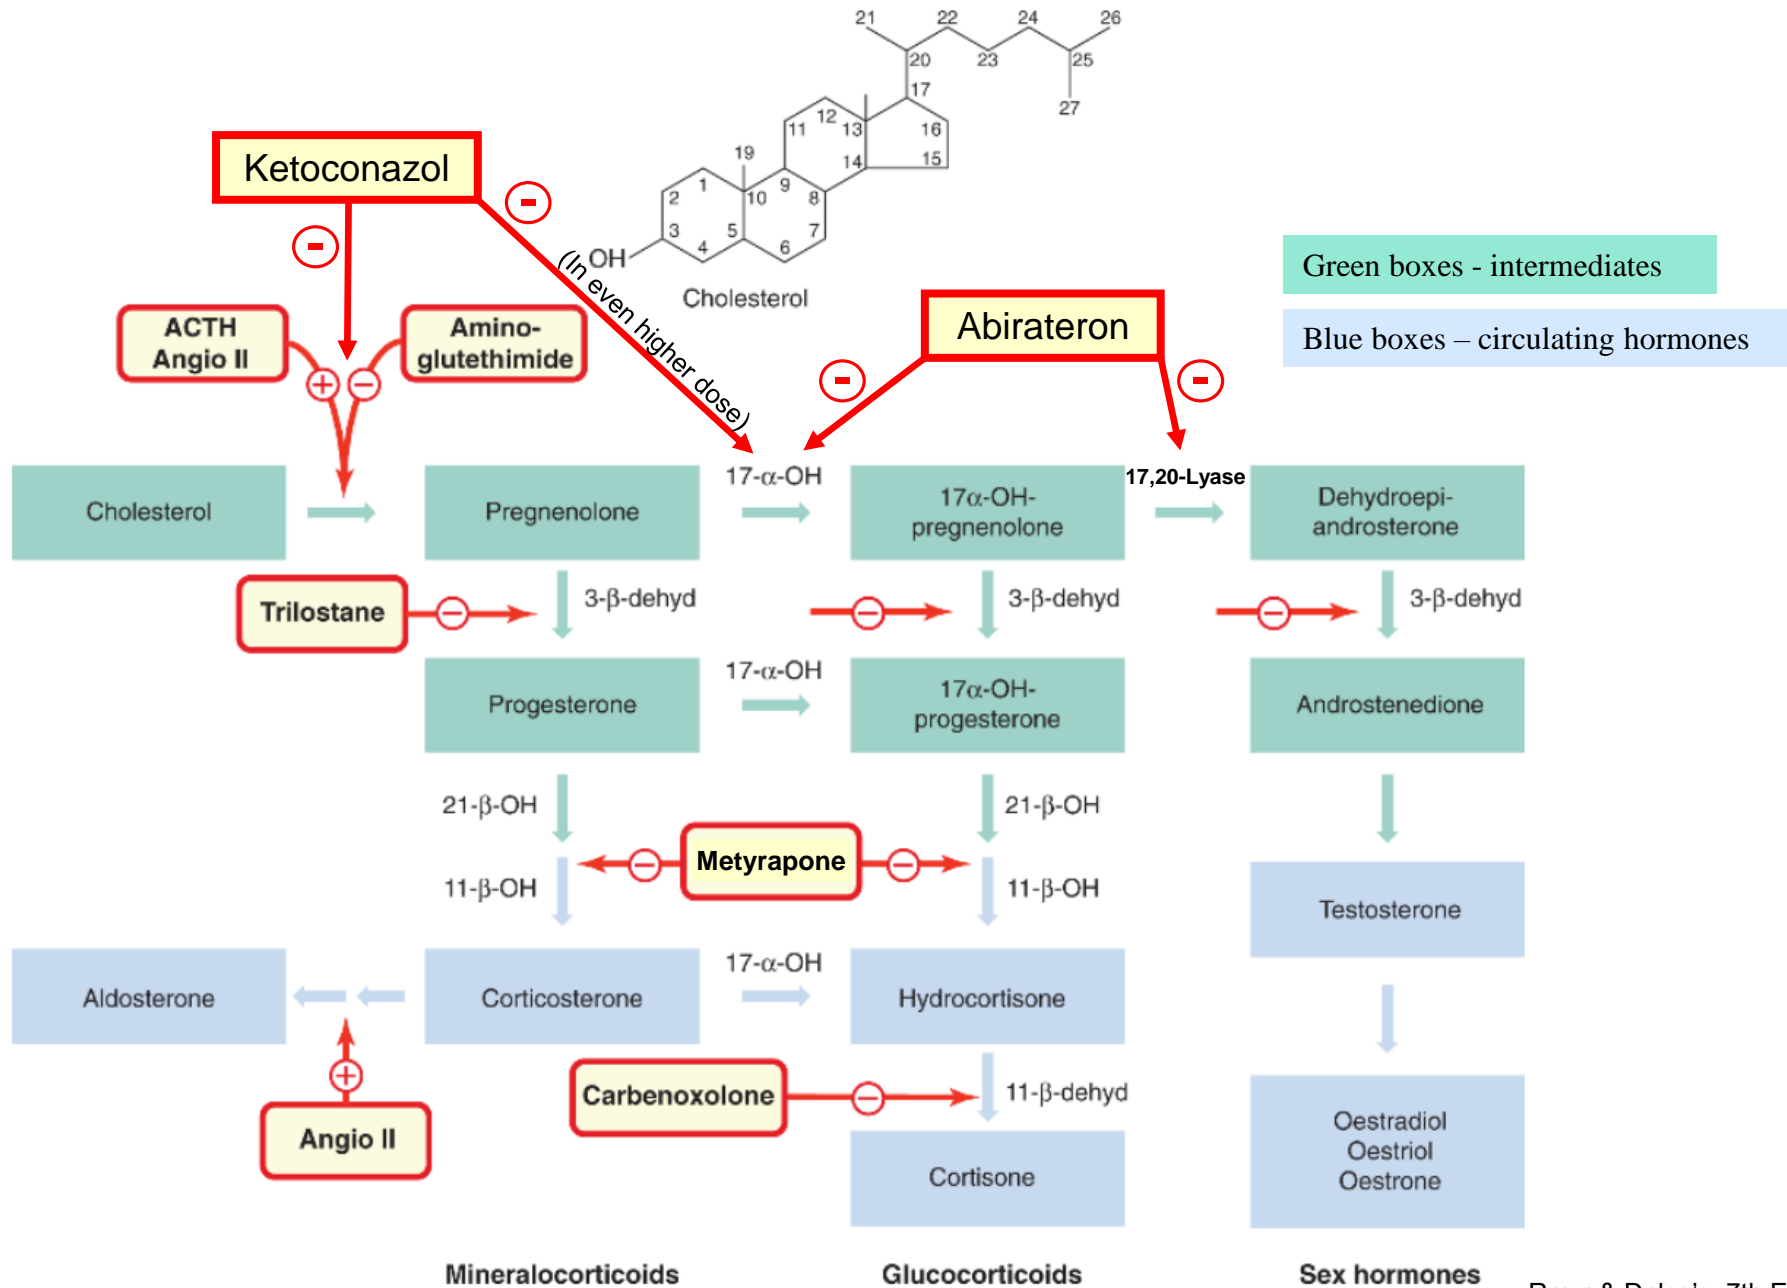 21
22
24
26
20
23
25
17
27
12
11
13
16
19
14
15
1
9
2
10
8
3
5
7
4
6
OH
Cholesterol
Ketoconazol
-
-
(In even higher dose)
Green boxes - intermediates
Blue boxes – circulating hormones
ACTH
Angio II
Amino-
glutethimide
+
−
Abirateron
-
-
Cholesterol
Pregnenolone
17-α-OH
17α-OH-
pregnenolone
17,20-Lyase
Dehydroepi-
androsterone
Trilostane
−
3-β-dehyd
−
3-β-dehyd
−
3-β-dehyd
Progesterone
17-α-OH
17α-OH-
progesterone
Androstenedione
21-β-OH
21-β-OH
−
Metyrapone
−
11-β-OH
11-β-OH
Testosterone
Aldosterone
Corticosterone
17-α-OH
Hydrocortisone
+
Angio II
Carbenoxolone
−
11-β-dehyd
Cortisone
Oestradiol
Oestriol
Oestrone
Mineralocorticoids
Glucocorticoids
Sex hormones